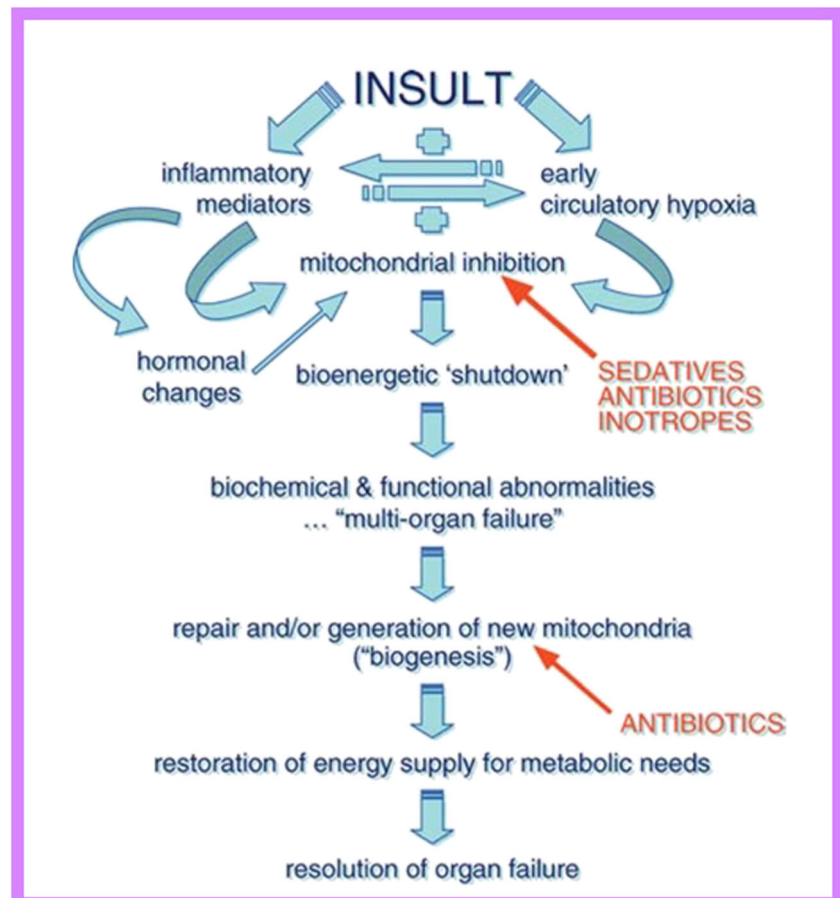 INSULT
inflammatory
mediators
early
circulatory hypoxia
mitochondrial inhibition
hormonal
changes
bioenergetic ‘shutdown’
SEDATIVES
ANTIBIOTICS
INOTROPES
biochemical & functional abnormalities
... “multi-organ failure”
repair and/or generation of new mitochondria
(“biogenesis”)
ANTIBIOTICS
restoration of energy supply for metabolic needs
resolution of organ failure